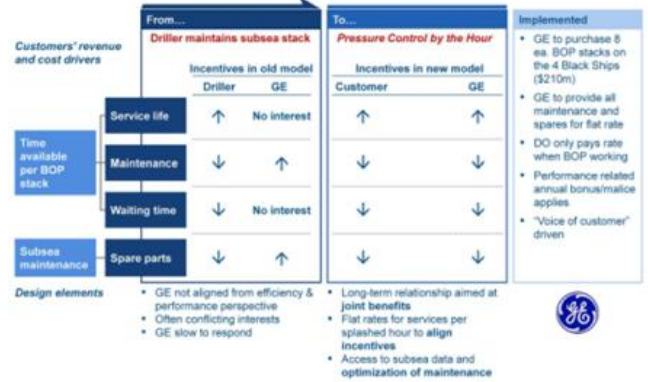 From...
Driller maintains subsea stack
To...
Pressure Control by the Hour
Implemented
Customers' revenue
and cost drivers
Incentives in old model
Driller GE
Incentives in new model
Customer GE
Time
available
per BOP
stack
Service life
No interest
Maintenance
Waiting time
No interest
Subsea
maintenance
Spare parts
• GE to purchase 8
ea. BOP stacks on
the 4 Black Ships
($210m)
• GE to provide all
maintenance and
spares for flat rate
• DO only pays rate
when BOP working
• Performance related
annual bonus/malice
applies
• "Voice of customer"
driven
Design elements
• GE not aligned from efficiency &
performance perspective
• Often conflicting interests
• GE slow to respond
• Long-term relationship aimed at
joint benefits
• Flat rates for services per
splashed hour to align
incentives
• Access to subsea data and
optimization of maintenance
GE